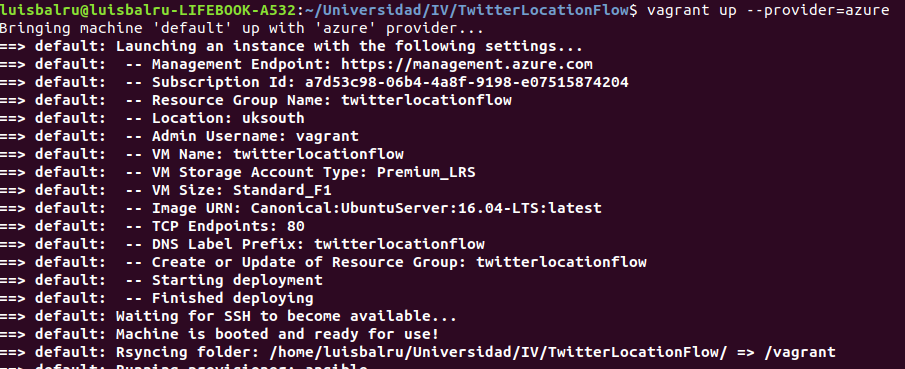 luisbalru@luisbalru-LIFEBOOK-A532:~/Universidad/IV/TwitterLocationFlow$ vagrant up --provider=azure
Bringing machine 'default' up with 'azure' provider...
==> default: Launching an instance with the following settings...
==> default:  -- Management Endpoint: https://management.azure.com
==> default:  -- Subscription Id: a7d53c98-06b4-4a8f-9198-e07515874204
==> default:  -- Resource Group Name: twitterlocationflow
==> default:  -- Location: uksouth
==> default:  -- Admin Username: vagrant
==> default:  -- VM Name: twitterlocationflow
==> default:  -- VM Storage Account Type: Premium_LRS
==> default:  -- VM Size: Standard_F1
==> default:  -- Image URN: Canonical:UbuntuServer:16.04-LTS:latest
==> default:  -- TCP Endpoints: 80
==> default:  -- DNS Label Prefix: twitterlocationflow
==> default:  -- Create or Update of Resource Group: twitterlocationflow
==> default:  -- Starting deployment
==> default:  -- Finished deploying
==> default: Waiting for SSH to become available...
==> default: Machine is booted and ready for use!
==> default: Rsyncing folder: /home/luisbalru/Universidad/IV/TwitterLocationFlow/ => /vagrant
==> default: Running provisioner: ansible